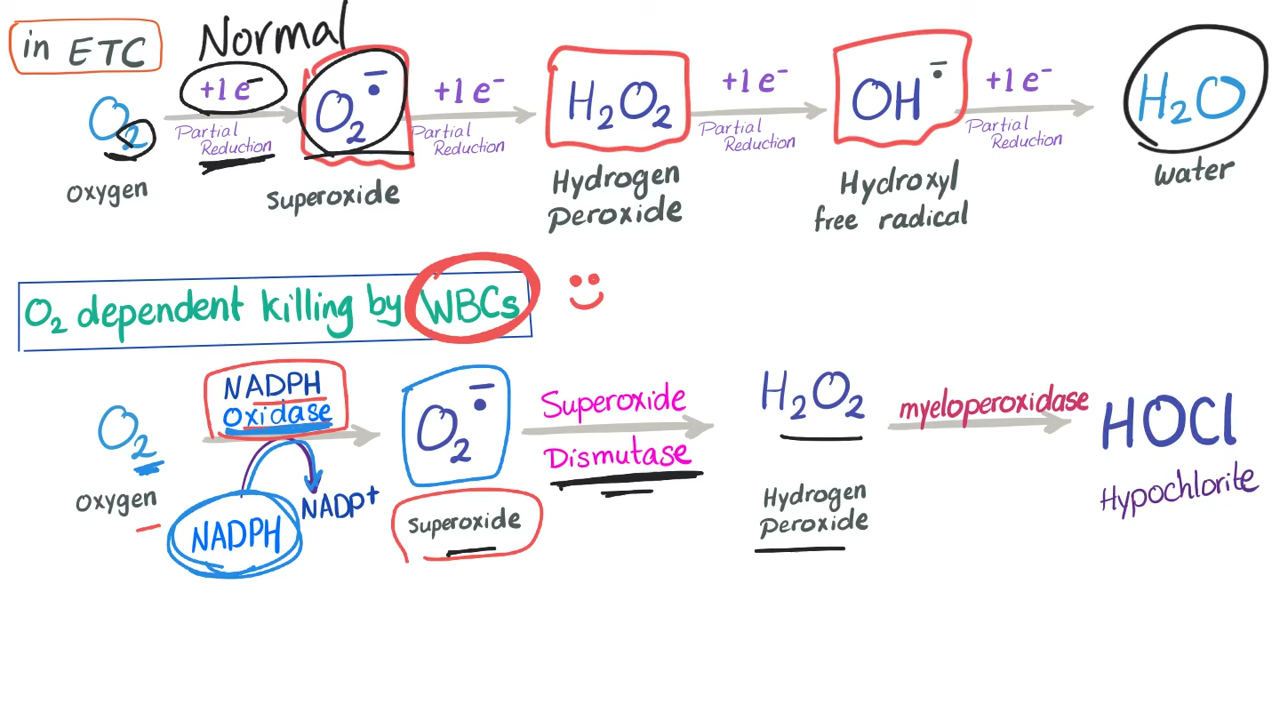 in ETC
Normal
O₂ +1e⁻ O₂•⁻ +1e⁻ H₂O₂ +1e⁻ OH•⁻ +1e⁻ H₂O
Partial Reduction Partial Reduction Partial Reduction Partial Reduction
oxygen superoxide Hydrogen peroxide Hydroxyl free radical water
O₂ dependent killing by WBCs
NADPH
Oxidase
O₂ O₂•⁻ Superoxide Dismutase H₂O₂ myeloperoxidase HOCl
oxygen NADPH NADP+ superoxide Hydrogen peroxide Hypochlorite